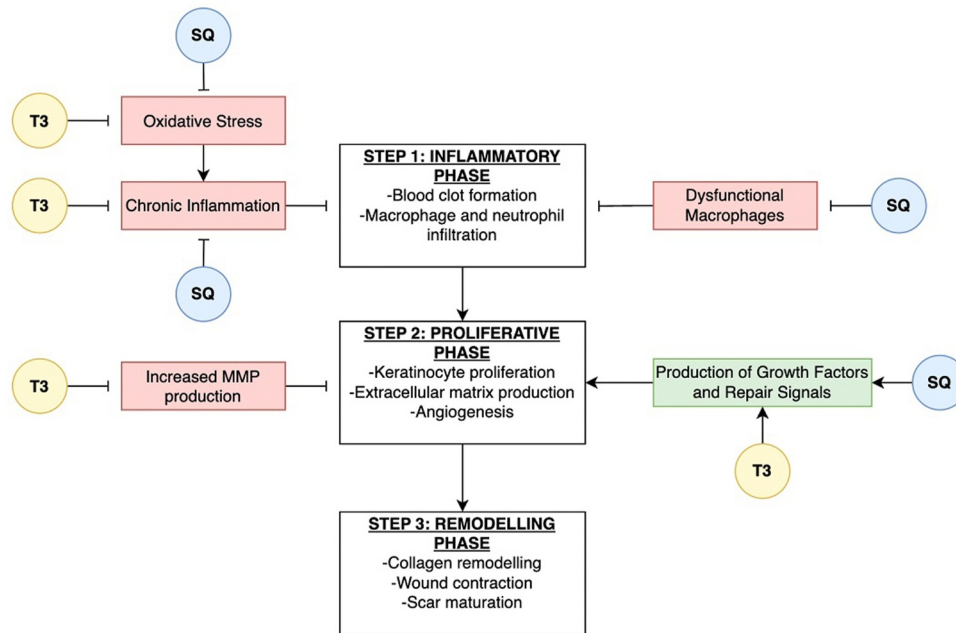 SQ
T3
Oxidative Stress
T3
Chronic Inflammation
SQ
STEP 1: INFLAMMATORY
PHASE
-Blood clot formation
-Macrophage and neutrophil
infiltration
Dysfunctional
Macrophages
SQ
T3
Increased MMP
production
STEP 2: PROLIFERATIVE
PHASE
-Keratinocyte proliferation
-Extracellular matrix production
-Angiogenesis
Production of Growth Factors
and Repair Signals
SQ
T3
STEP 3: REMODELLING
PHASE
-Collagen remodelling
-Wound contraction
-Scar maturation